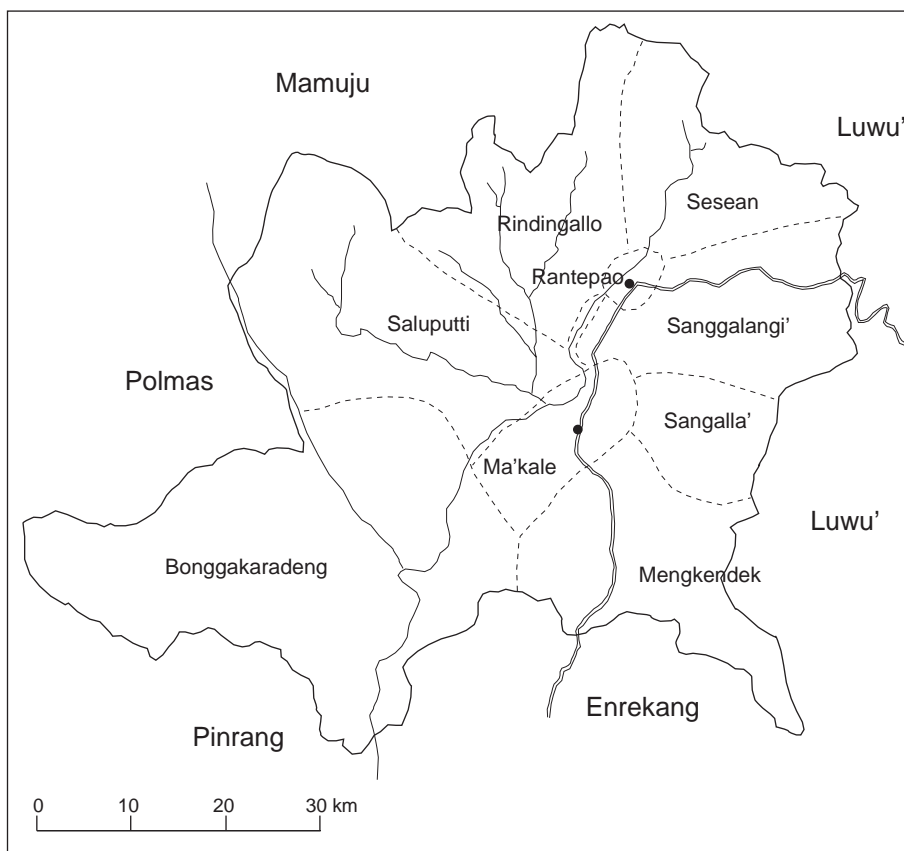 Mamuju
Luwu’
Sesean
Rindingallo
Rantepao
Sanggalangi’
Saluputti
Polmas
Sangalla’
Ma’kale
Luwu’
Bonggakaradeng
Mengkendek
Enrekang
Pinrang
0 10 20 30 km